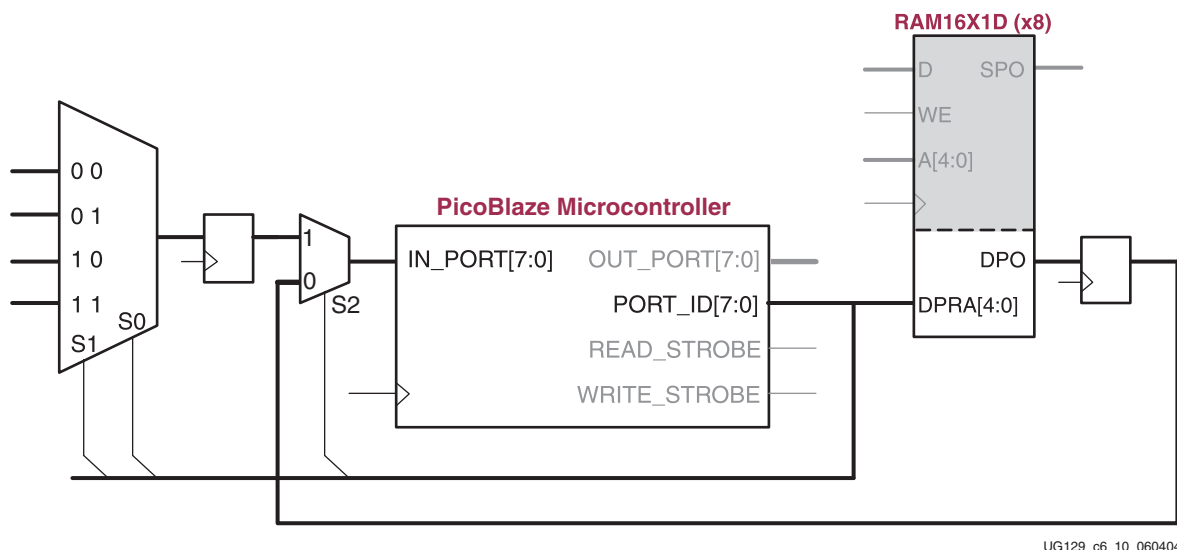 RAM16X1D (x8)
D SPO
WE
A[4:0]
DPO
DPRA[4:0]
0 0
0 1
1 0
1 1
S1
S0
1
0
S2
PicoBlaze Microcontroller
IN_PORT[7:0] OUT_PORT[7:0]
PORT_ID[7:0]
READ_STROBE
WRITE_STROBE
UG129_c6_10_060404